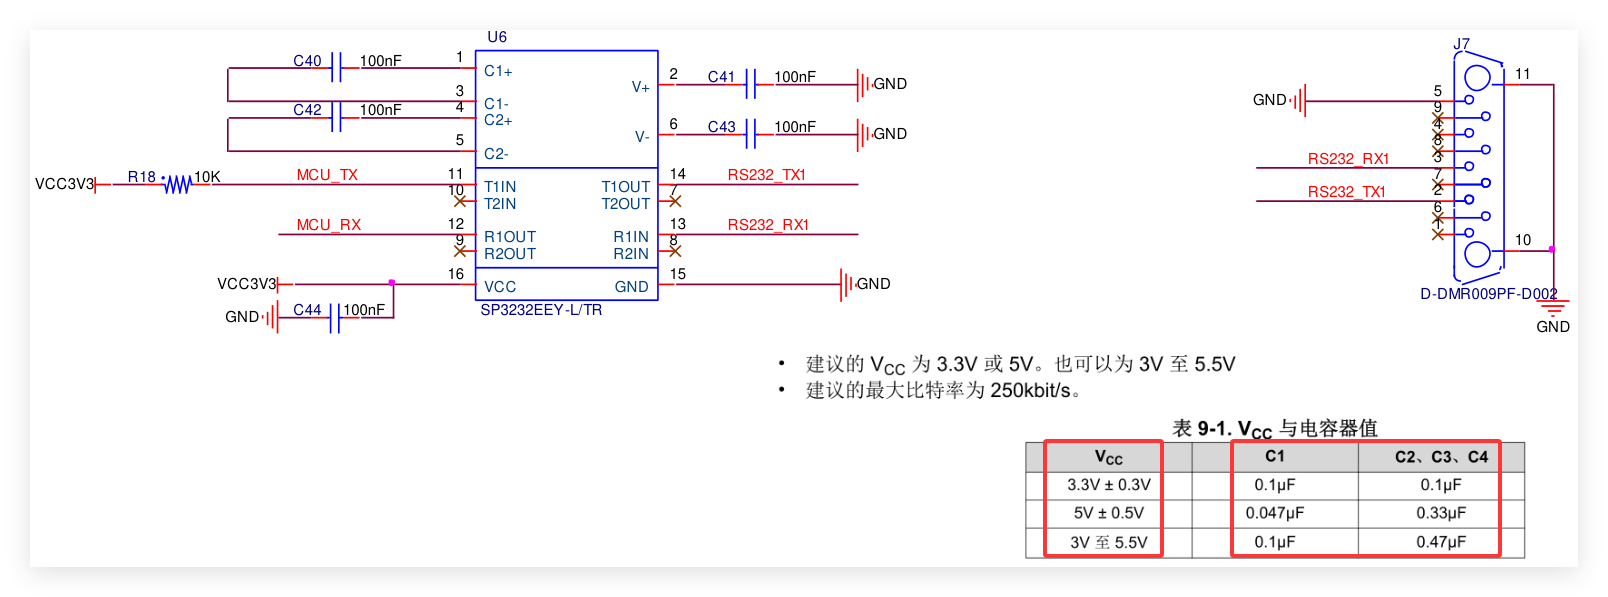 U6
C40 100nF 1
C1+
3
C1-
C42 100nF 4
C2+
5
C2-
2
V+
C41 100nF
GND
6
V-
C43 100nF
GND
VCC3V3 R18 10K MCU_TX 11
T1IN
10
T2IN
14
T1OUT
RS232_TX1
7
T2OUT
MCU_RX 12
R1OUT
9
R2OUT
13
R1IN
RS232_RX1
8
R2IN
VCC3V3 16
VCC
15
GND
GND
GND C44 100nF
SP3232EEY-L/TR
J7
11
GND 5
9
4
8
RS232_RX1 3
7
RS232_TX1 2
6
1
10
D-DMR009PF-D002
GND
• 建议的 VCC 为 3.3V 或 5V。也可以为 3V 至 5.5V
• 建议的最大比特率为 250kbit/s。
表 9-1. VCC 与电容器值
VCC C1 C2、C3、C4
3.3V ± 0.3V 0.1μF 0.1μF
5V ± 0.5V 0.047μF 0.33μF
3V 至 5.5V 0.1μF 0.47μF